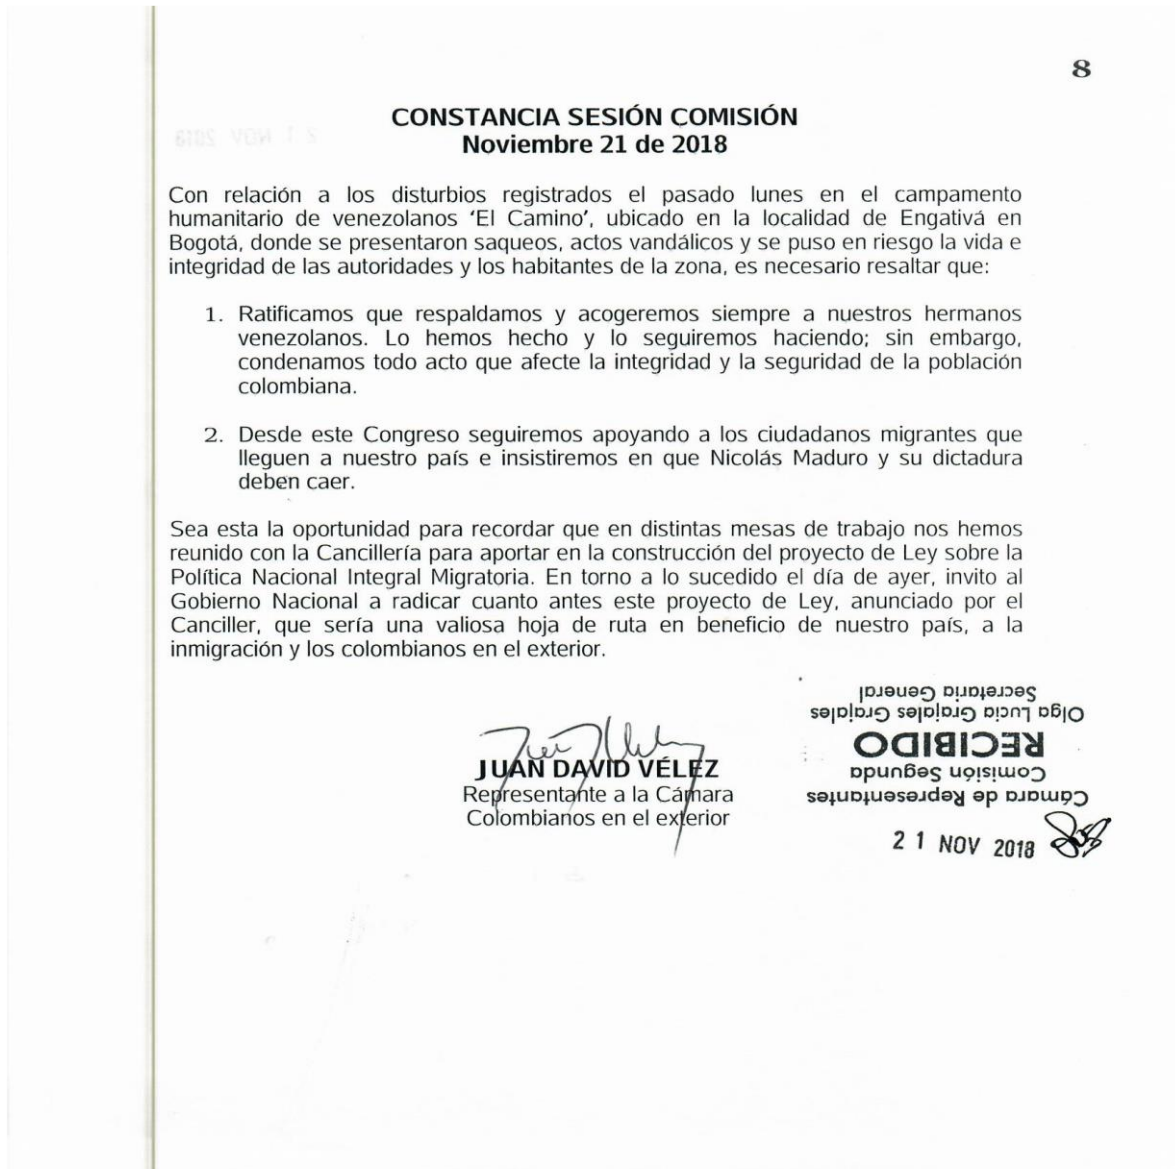 8
CONSTANCIA SESIÓN COMISIÓN
Noviembre 21 de 2018
21 NOV 2018
Con relación a los disturbios registrados el pasado lunes en el campamento
humanitario de venezolanos ‘El Camino’, ubicado en la localidad de Engativá en
Bogotá, donde se presentaron saqueos, actos vandálicos y se puso en riesgo la vida e
integridad de las autoridades y los habitantes de la zona, es necesario resaltar que:
1. Ratificamos que respaldamos y acogeremos siempre a nuestros hermanos
venezolanos. Lo hemos hecho y lo seguiremos haciendo; sin embargo,
condenamos todo acto que afecte la integridad y la seguridad de la población
colombiana.
2. Desde este Congreso seguiremos apoyando a los ciudadanos migrantes que
lleguen a nuestro país e insistiremos en que Nicolás Maduro y su dictadura
deben caer.
Sea esta la oportunidad para recordar que en distintas mesas de trabajo nos hemos
reunido con la Cancillería para aportar en la construcción del proyecto de Ley sobre la
Política Nacional Integral Migratoria. En torno a lo sucedido el día de ayer, invito al
Gobierno Nacional a radicar cuanto antes este proyecto de Ley, anunciado por el
Canciller, que sería una valiosa hoja de ruta en beneficio de nuestro país, a la
inmigración y los colombianos en el exterior.
JUAN DAVID VÉLEZ
Representante a la Cámara
Colombianos en el exterior
Cámara de Representantes
Comisión Segunda
RECIBIDO
Olga Lucia Grajales Grajales
Secretaria General
21 NOV 2018